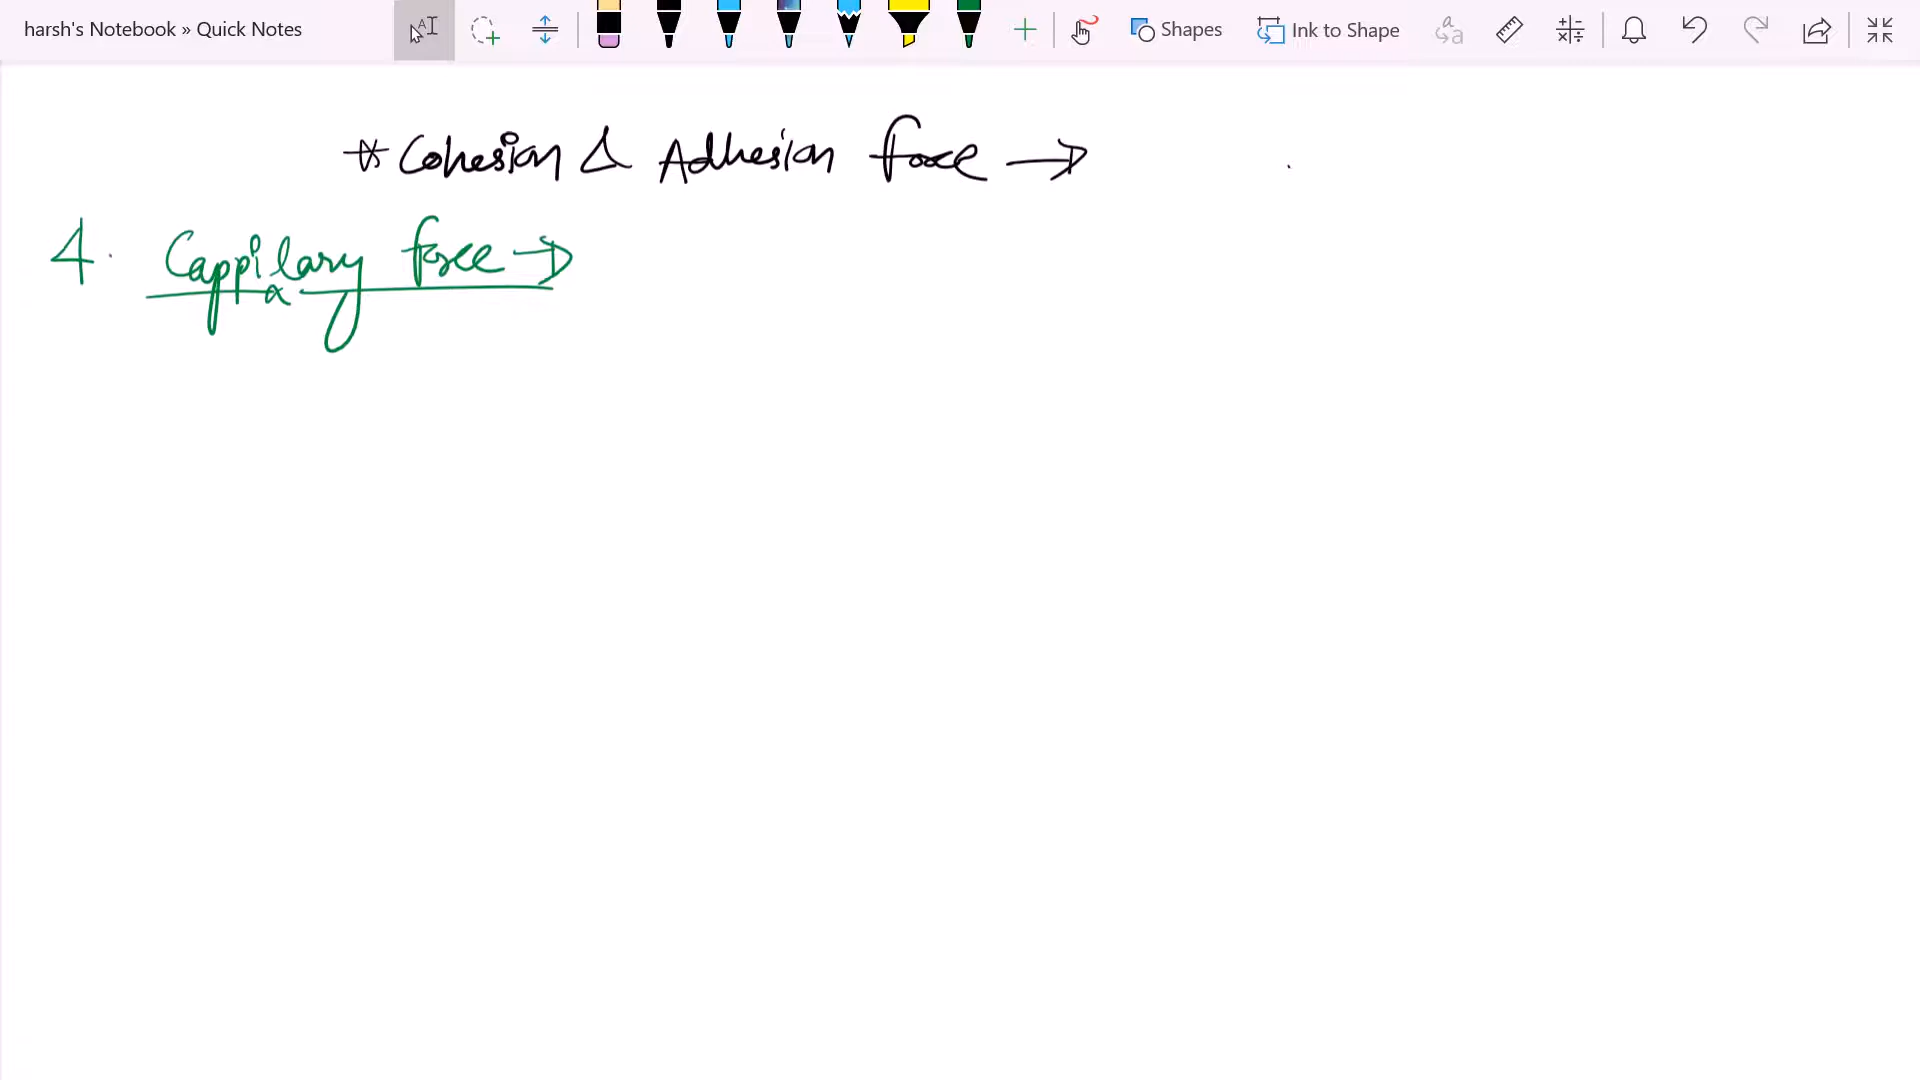 harsh's Notebook » Quick Notes Shapes Ink to Shape
* Cohesion & Adhesion force →
4. Cappilary force →